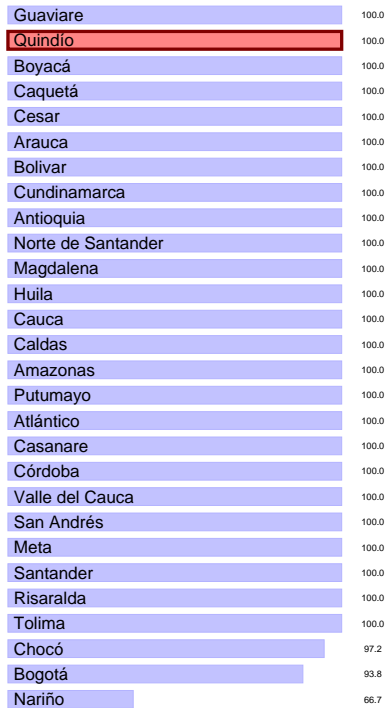 Guaviare 100.0
Quindío 100.0
Boyacá 100.0
Caquetá 100.0
Cesar 100.0
Arauca 100.0
Bolivar 100.0
Cundinamarca 100.0
Antioquia 100.0
Norte de Santander 100.0
Magdalena 100.0
Huila 100.0
Cauca 100.0
Caldas 100.0
Amazonas 100.0
Putumayo 100.0
Atlántico 100.0
Casanare 100.0
Córdoba 100.0
Valle del Cauca 100.0
San Andrés 100.0
Meta 100.0
Santander 100.0
Risaralda 100.0
Tolima 100.0
Chocó 97.2
Bogotá 93.8
Nariño 66.7